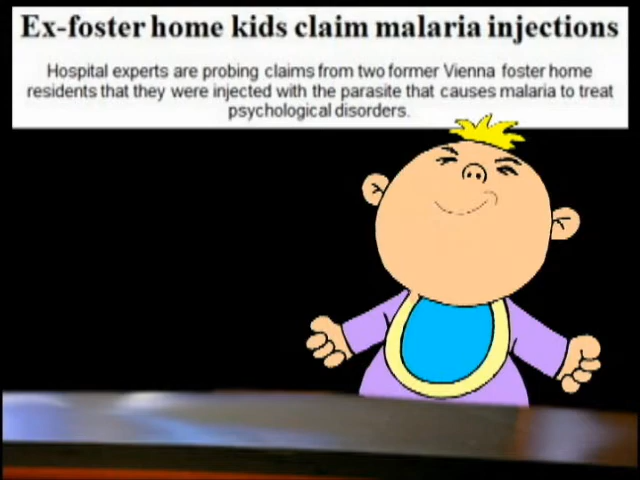 Ex-foster home kids claim malaria injections
Hospital experts are probing claims from two former Vienna foster home
residents that they were injected with the parasite that causes malaria to treat
psychological disorders.